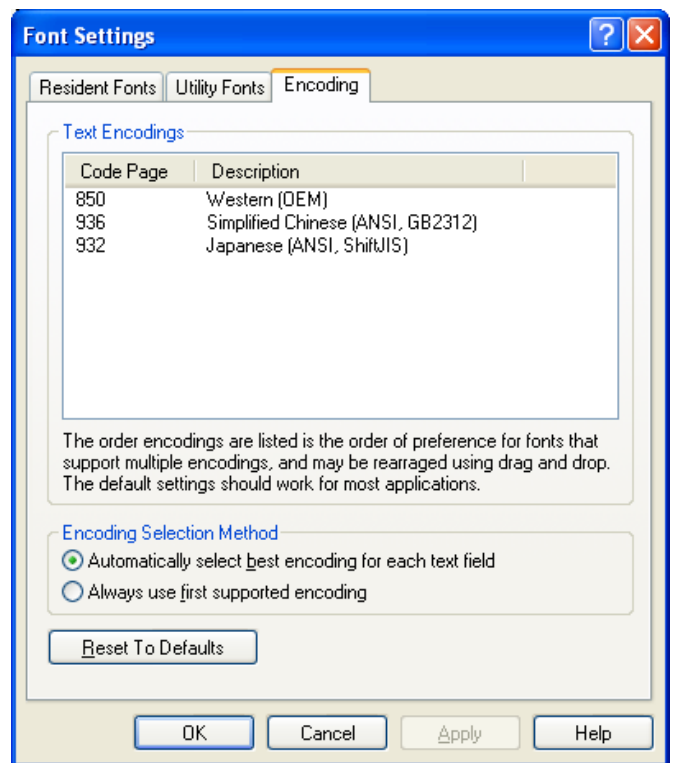 Font Settings
Resident Fonts Utility Fonts Encoding
Text Encodings
Code Page Description
850 Western (OEM)
936 Simplified Chinese (ANSI, GB2312)
932 Japanese (ANSI, ShiftJIS)
The order encodings are listed is the order of preference for fonts that
support multiple encodings, and may be rearraged using drag and drop.
The default settings should work for most applications.
Encoding Selection Method
Automatically select best encoding for each text field
Always use first supported encoding
Reset To Defaults
OK Cancel Apply Help